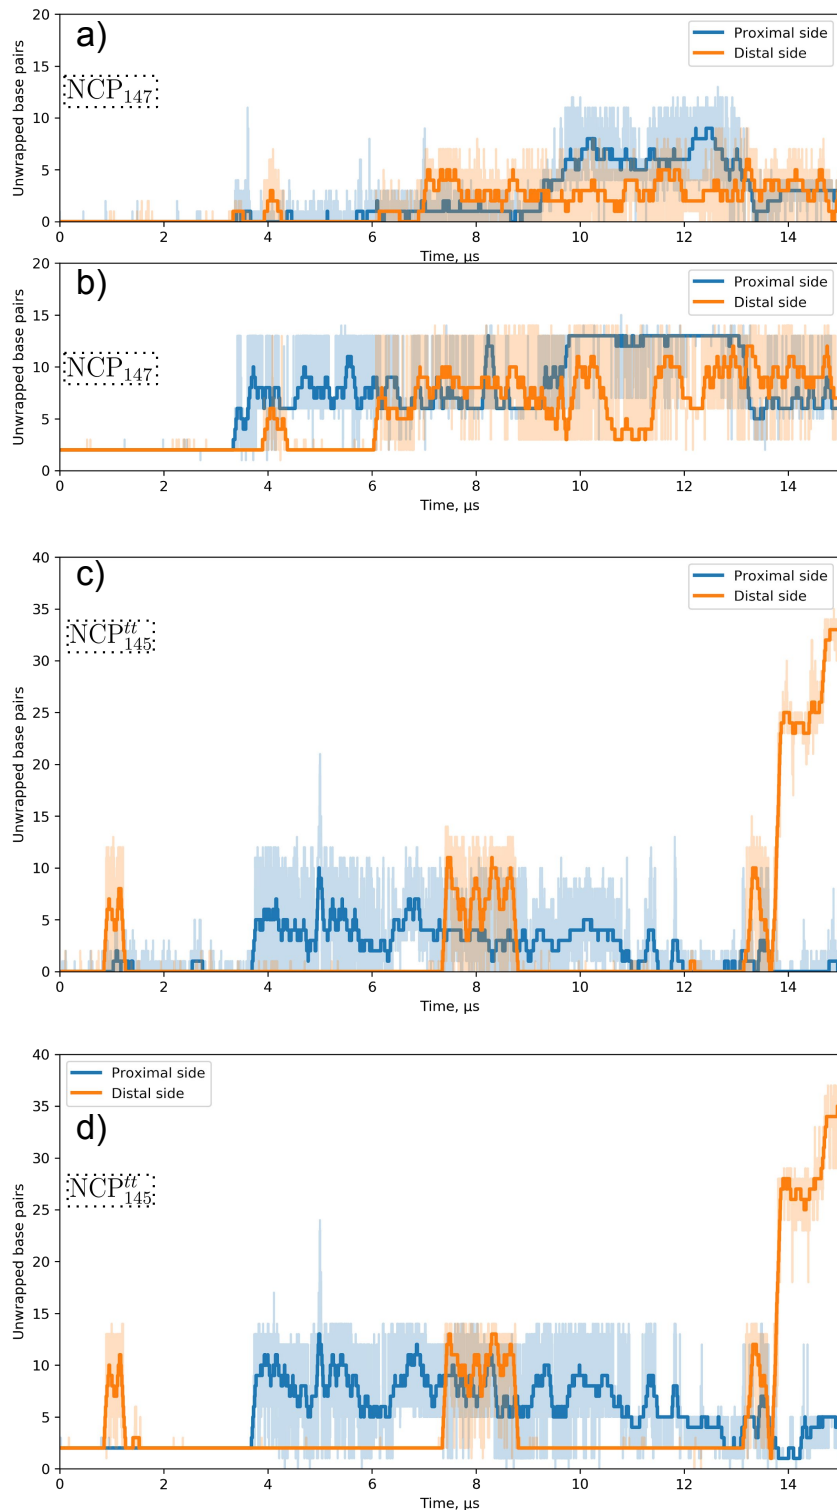 a)
20
15
10
5
0
Unwrapped base pairs
NCP147
Proximal side
Distal side
0 2 4 6 8 10 12 14
Time, μs
b)
20
15
10
5
0
Unwrapped base pairs
NCP147
Proximal side
Distal side
0 2 4 6 8 10 12 14
Time, μs
c)
40
35
30
25
20
15
10
5
0
Unwrapped base pairs
NCP145tt
Proximal side
Distal side
0 2 4 6 8 10 12 14
Time, μs
d)
40
35
30
25
20
15
10
5
0
Unwrapped base pairs
Proximal side
Distal side
NCP145tt
0 2 4 6 8 10 12 14
Time, μs